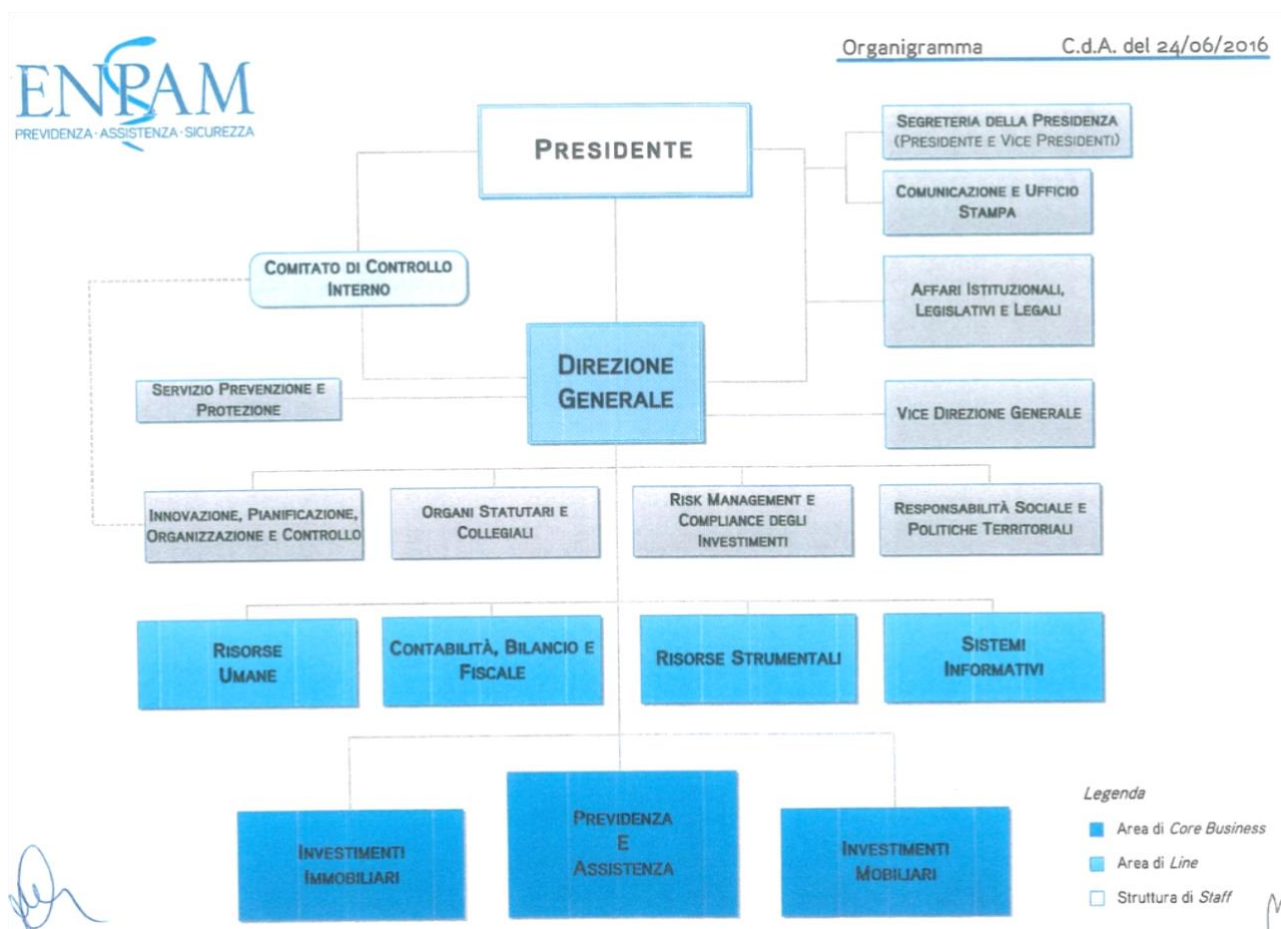 ENPAM
PREVIDENZA · ASSISTENZA · SICUREZZA
Organigramma C.d.A. del 24/06/2016
PRESIDENTE
SEGRETERIA DELLA PRESIDENZA
(PRESIDENTE E VICE PRESIDENTI)
COMUNICAZIONE E UFFICIO
STAMPA
COMITATO DI CONTROLLO
INTERNO
AFFARI ISTITUZIONALI,
LEGISLATIVI E LEGALI
DIREZIONE
GENERALE
SERVIZIO PREVENZIONE E
PROTEZIONE
VICE DIREZIONE GENERALE
INNOVAZIONE, PIANIFICAZIONE,
ORGANIZZAZIONE E CONTROLLO
ORGANI STATUTARI E
COLLEGIALI
RISK MANAGEMENT E
COMPLIANCE DEGLI
INVESTIMENTI
RESPONSABILITÀ SOCIALE E
POLITICHE TERRITORIALI
RISORSE
UMANE
CONTABILITÀ, BILANCIO E
FISCALE
RISORSE STRUMENTALI
SISTEMI
INFORMATIVI
INVESTIMENTI
IMMOBILIARI
PREVIDENZA
E
ASSISTENZA
INVESTIMENTI
MOBILIARI
Legenda
Area di Core Business
Area di Line
Struttura di Staff